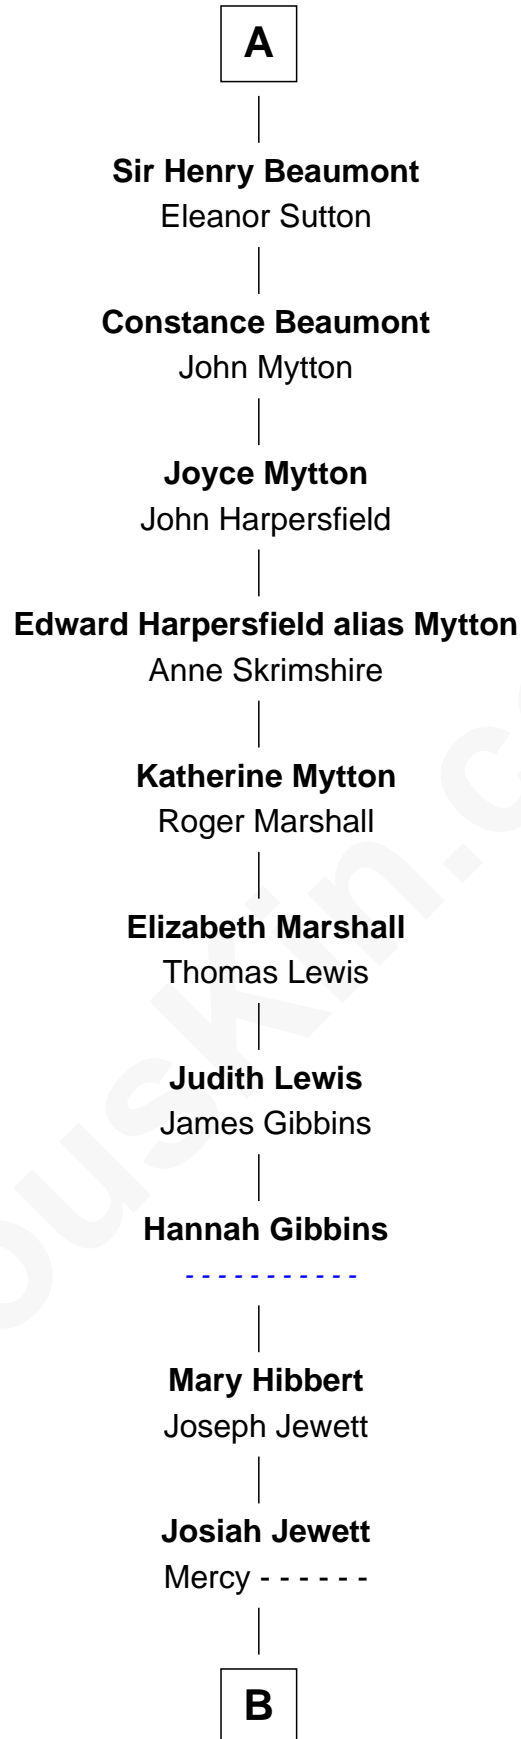 A
Sir Henry Beaumont
Eleanor Sutton
Constance Beaumont
John Mytton
Joyce Mytton
John Harpersfield
Edward Harpersfield alias Mytton
Anne Skrimshire
Katherine Mytton
Roger Marshall
Elizabeth Marshall
Thomas Lewis
Judith Lewis
James Gibbins
Hannah Gibbins
- - - - - - - - - - -
Mary Hibbert
Joseph Jewett
Josiah Jewett
Mercy - - - - - -
B